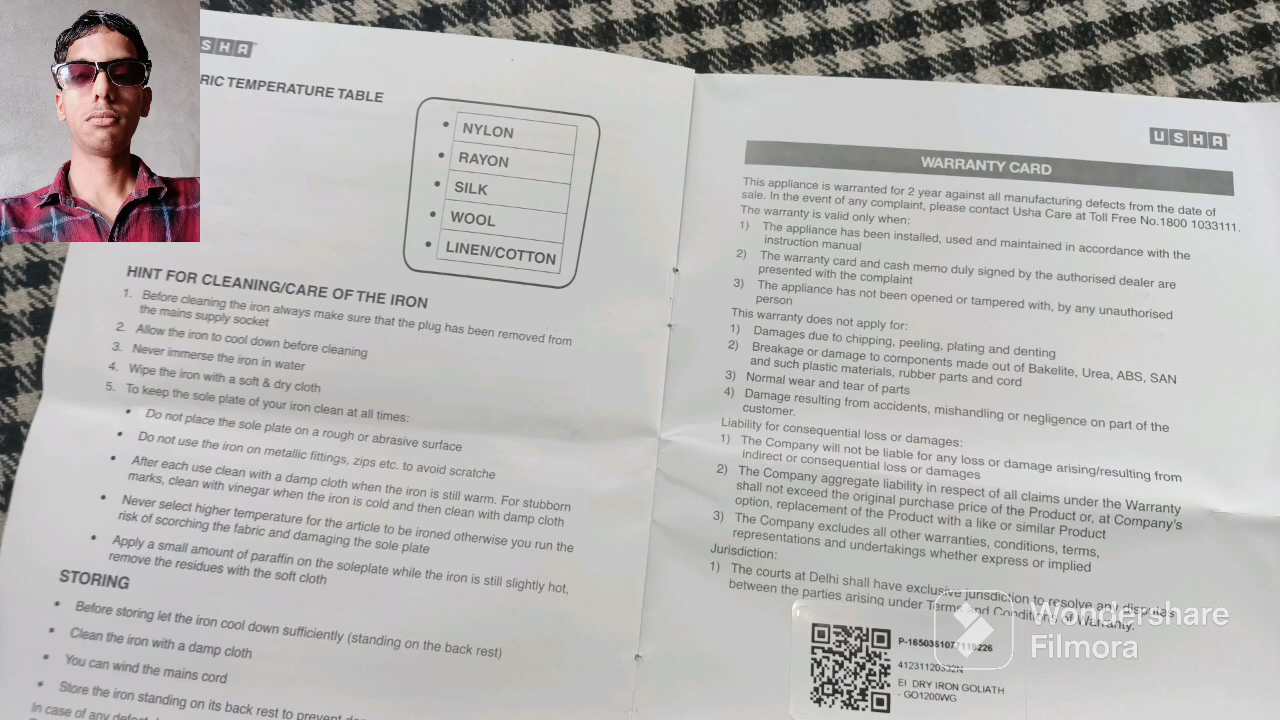 USHA
RIC TEMPERATURE TABLE
• NYLON
• RAYON
• SILK
• WOOL
• LINEN/COTTON
HINT FOR CLEANING/CARE OF THE IRON
1. Before cleaning the iron always make sure that the plug has been removed from
the mains supply socket
2. Allow the iron to cool down before cleaning
3. Never immerse the iron in water
4. Wipe the iron with a soft & dry cloth
5. To keep the sole plate of your iron clean at all times:
• Do not place the sole plate on a rough or abrasive surface
• Do not use the iron on metallic fittings, zips etc. to avoid scratche
• After each use clean with a damp cloth when the iron is still warm. For stubborn
marks, clean with vinegar when the iron is cold and then clean with damp cloth
• Never select higher temperature for the article to be ironed otherwise you run the
risk of scorching the fabric and damaging the sole plate
• Apply a small amount of paraffin on the soleplate while the iron is still slightly hot,
remove the residues with the soft cloth
STORING
• Before storing let the iron cool down sufficiently (standing on the back rest)
• Clean the iron with a damp cloth
• You can wind the mains cord
• Store the iron standing on its back rest to prevent
In case of any defect
USHA
WARRANTY CARD
This appliance is warranted for 2 year against all manufacturing defects from the date of
sale. In the event of any complaint, please contact Usha Care at Toll Free No.1800 1033111.
The warranty is valid only when:
1) The appliance has been installed, used and maintained in accordance with the
instruction manual
2) The warranty card and cash memo duly signed by the authorised dealer are
presented with the complaint
3) The appliance has not been opened or tampered with, by any unauthorised
person
This warranty does not apply for:
1) Damages due to chipping, peeling, plating and denting
2) Breakage or damage to components made out of Bakelite, Urea, ABS, SAN
and such plastic materials, rubber parts and cord
3) Normal wear and tear of parts
4) Damage resulting from accidents, mishandling or negligence on part of the
customer.
Liability for consequential loss or damages:
1) The Company will not be liable for any loss or damage arising/resulting from
indirect or consequential loss or damages
2) The Company aggregate liability in respect of all claims under the Warranty
shall not exceed the original purchase price of the Product or, at Company's
option, replacement of the Product with a like or similar Product
3) The Company excludes all other warranties, conditions, terms,
representations and undertakings whether express or implied
Jurisdiction:
1) The courts at Delhi shall have exclusive jurisdiction to resolve any disputes
between the parties arising under Terms and Conditions of Warranty.
EI DRY IRON GOLIATH
- GO1200WG
Wondershare
Filmora